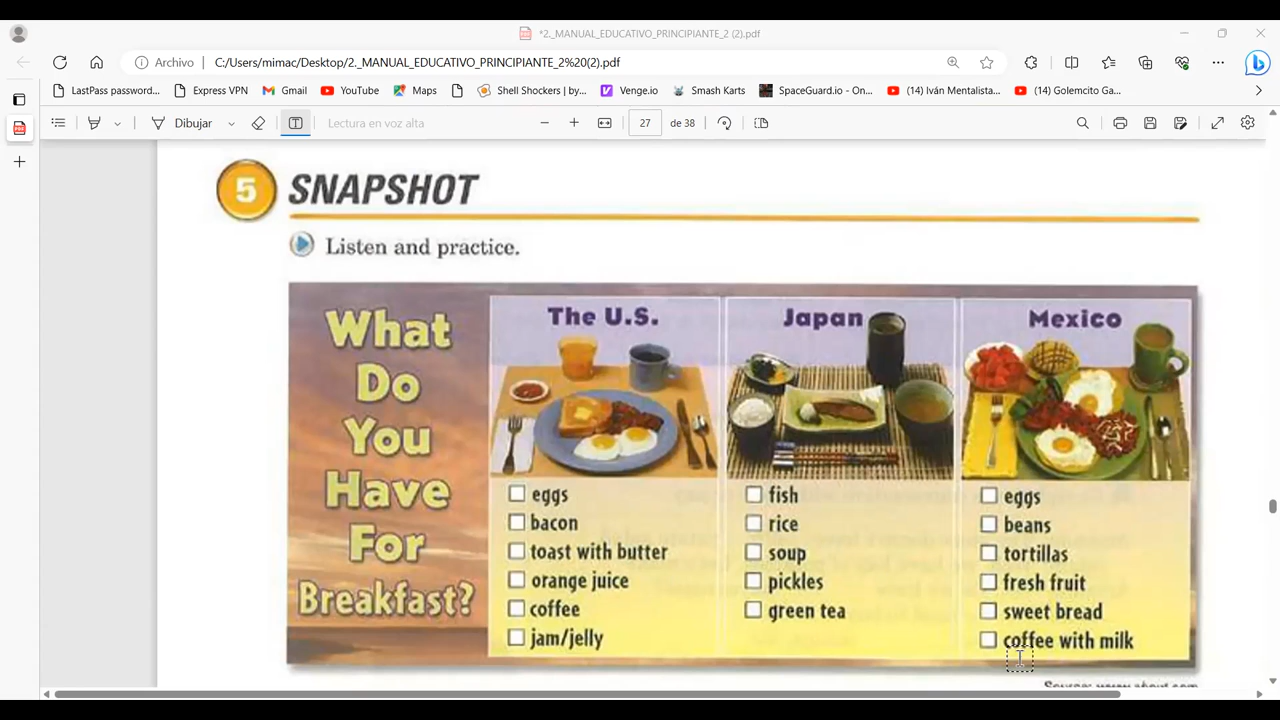 *2._MANUAL_EDUCATIVO_PRINCIPIANTE_2 (2).pdf
Archivo C:/Users/mimac/Desktop/2._MANUAL_EDUCATIVO_PRINCIPIANTE_2%20(2).pdf
LastPass password... Express VPN Gmail YouTube Maps Shell Shockers | by... Venge.io Smash Karts SpaceGuard.io - On... (14) Iván Mentalista... (14) Golemcito Ga...
Dibujar Lectura en voz alta 27 de 38
5 SNAPSHOT
Listen and practice.
What
Do
You
Have
For
Breakfast?
The U.S.
eggs
bacon
toast with butter
orange juice
coffee
jam/jelly
Japan
fish
rice
soup
pickles
green tea
Mexico
eggs
beans
tortillas
fresh fruit
sweet bread
coffee with milk
Source: www.about.com